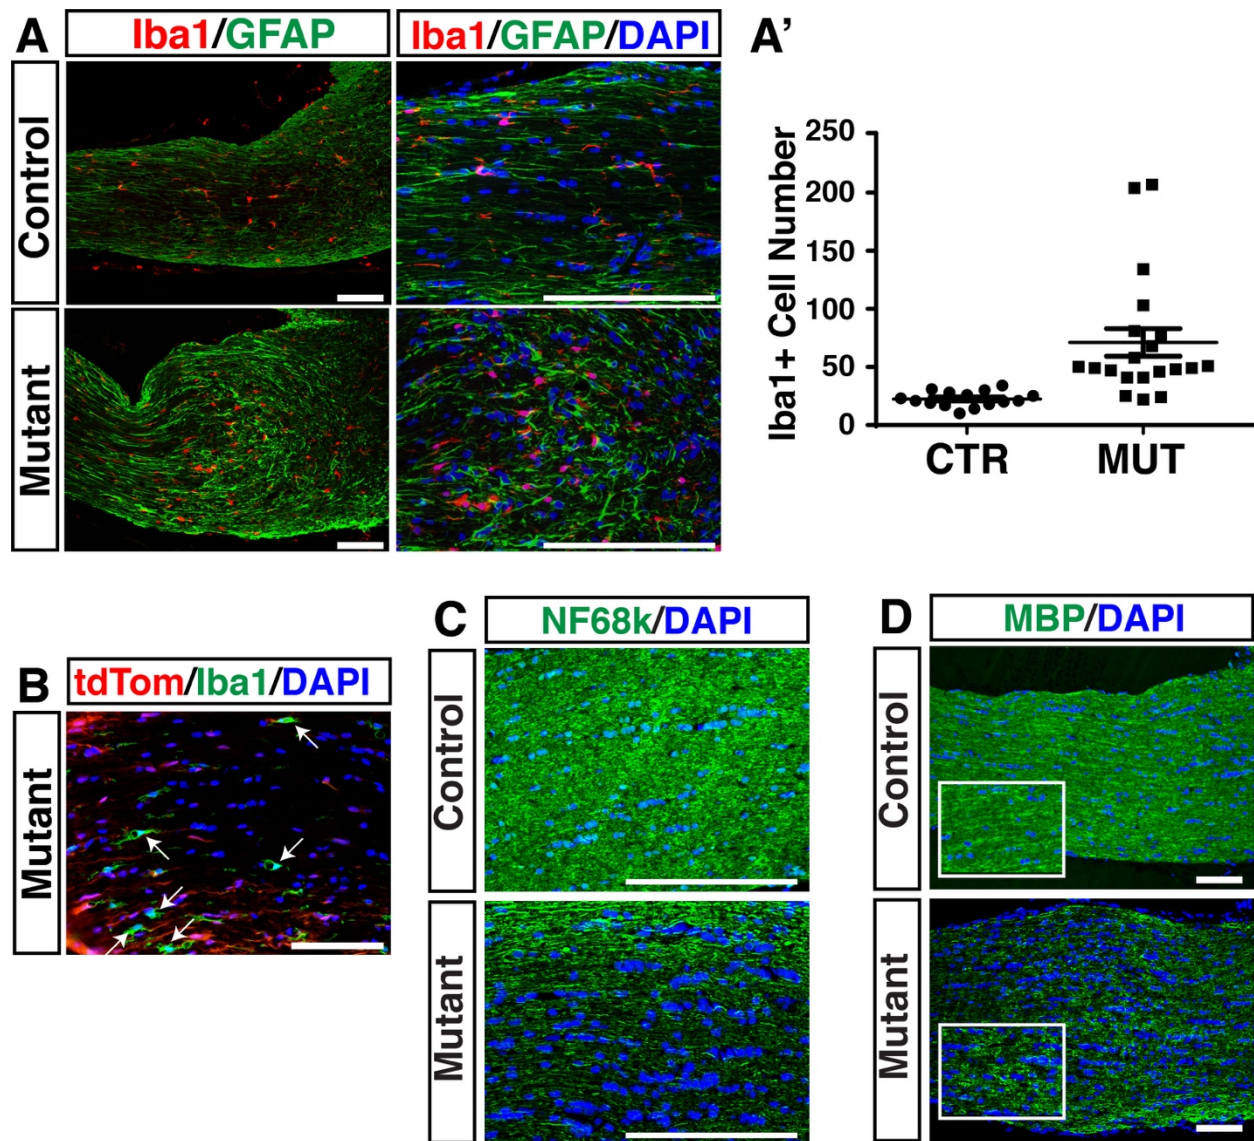 A
Iba1/GFAP
Iba1/GFAP/DAPI
Control
Mutant
A'
Iba1+ Cell Number
250
200
150
100
50
0
CTR
MUT
B
tdTom/Iba1/DAPI
Mutant
C
NF68k/DAPI
Control
Mutant
D
MBP/DAPI
Control
Mutant